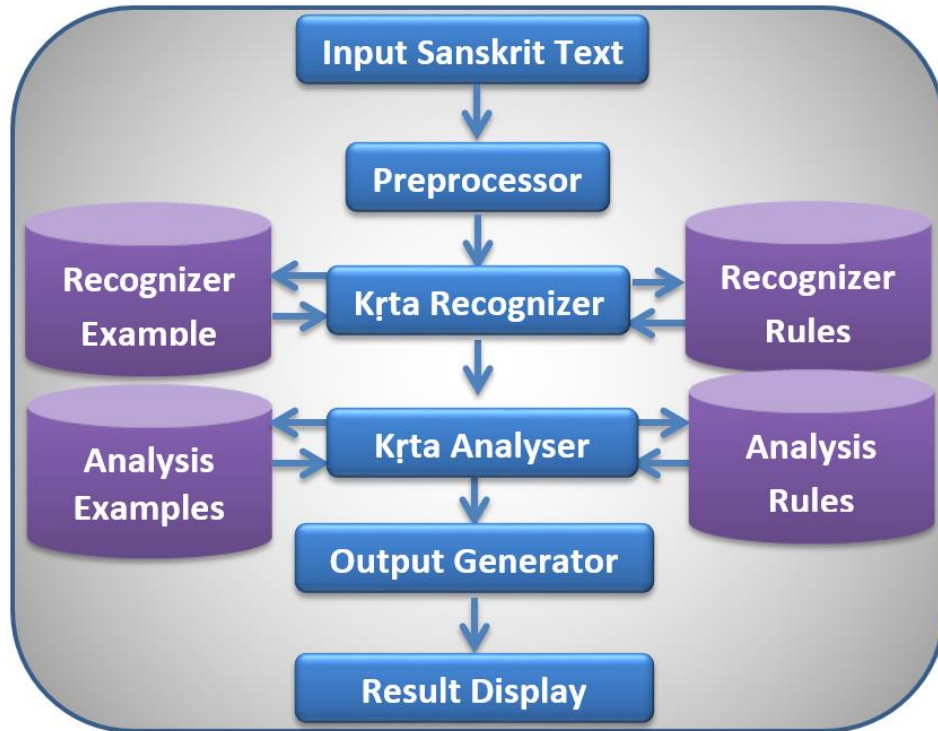 Input Sanskrit Text
Preprocessor
Recognizer
Example
Kṛta Recognizer
Recognizer
Rules
Analysis
Examples
Kṛta Analyser
Analysis
Rules
Output Generator
Result Display